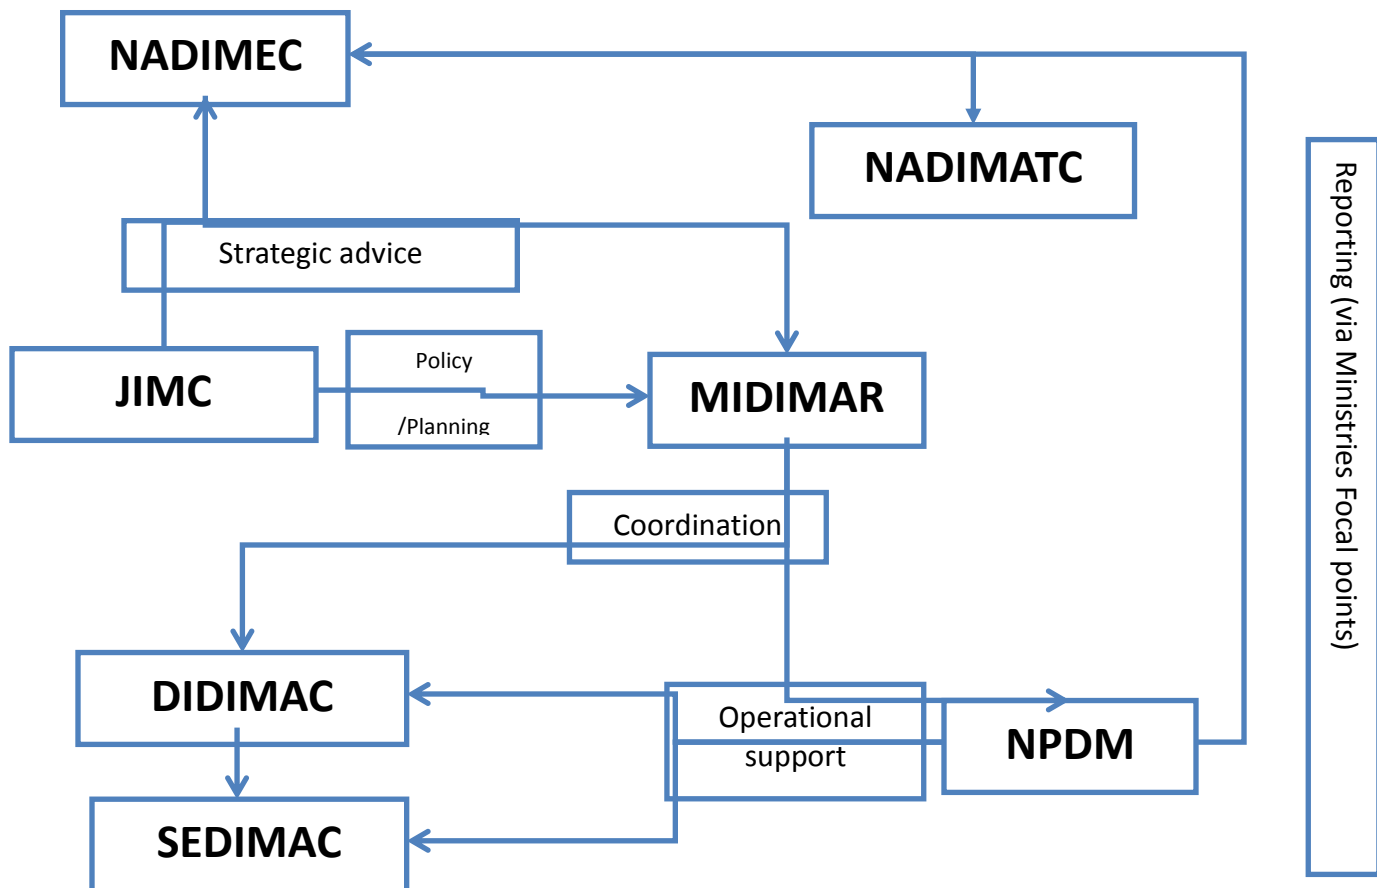 NADIMEC
NADIMATC
Strategic advice
JIMC
Policy
/Planning
MIDIMAR
Coordination
DIDIMAC
Operational
support
NPDM
SEDIMAC
Reporting (via Ministries Focal points)